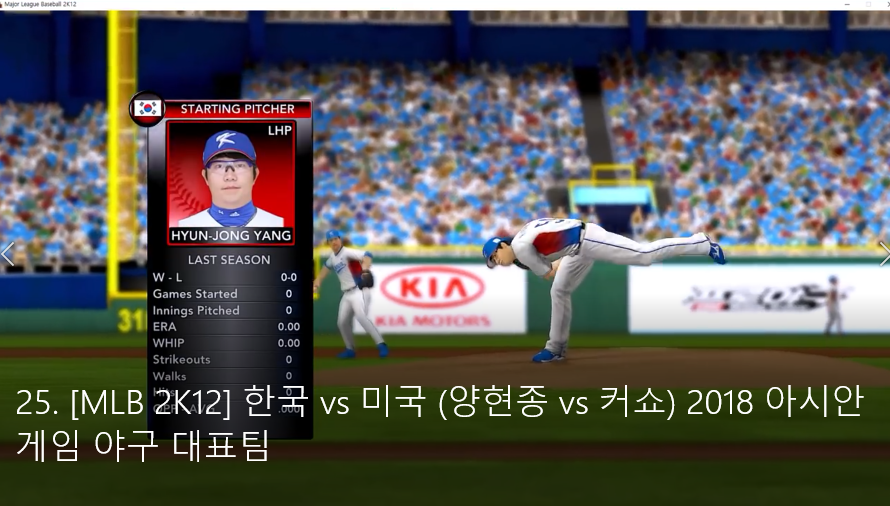 Major League Baseball 2K12
STARTING PITCHER
LHP
HYUN-JONG YANG
LAST SEASON
W - L 0-0
Games Started 0
Innings Pitched 0
ERA 0.00
WHIP 0.00
Strikeouts 0
Walks 0
KIA
KIA MOTORS
25. [MLB 2K12] 한국 vs 미국 (양현종 vs 커쇼) 2018 아시안
게임 야구 대표팀